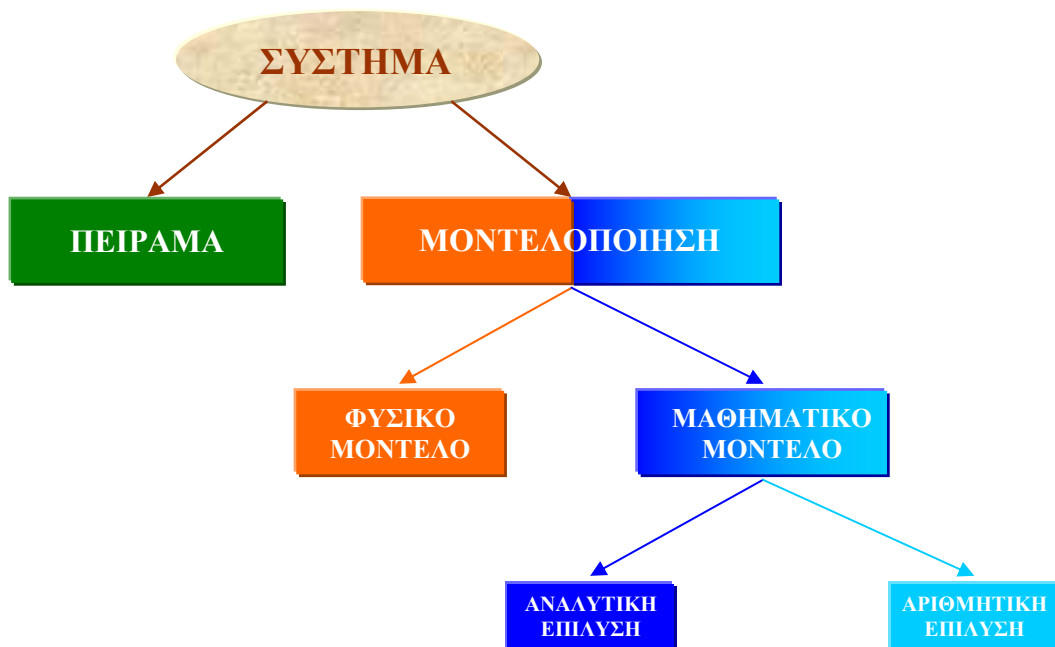 ΣΥΣΤΗΜΑ
ΠΕΙΡΑΜΑ
ΜΟΝΤΕΛΟΠΟΙΗΣΗ
ΦΥΣΙΚΟ
ΜΟΝΤΕΛΟ
ΜΑΘΗΜΑΤΙΚΟ
ΜΟΝΤΕΛΟ
ΑΝΑΛΥΤΙΚΗ
ΕΠΙΛΥΣΗ
ΑΡΙΘΜΗΤΙΚΗ
ΕΠΙΛΥΣΗ